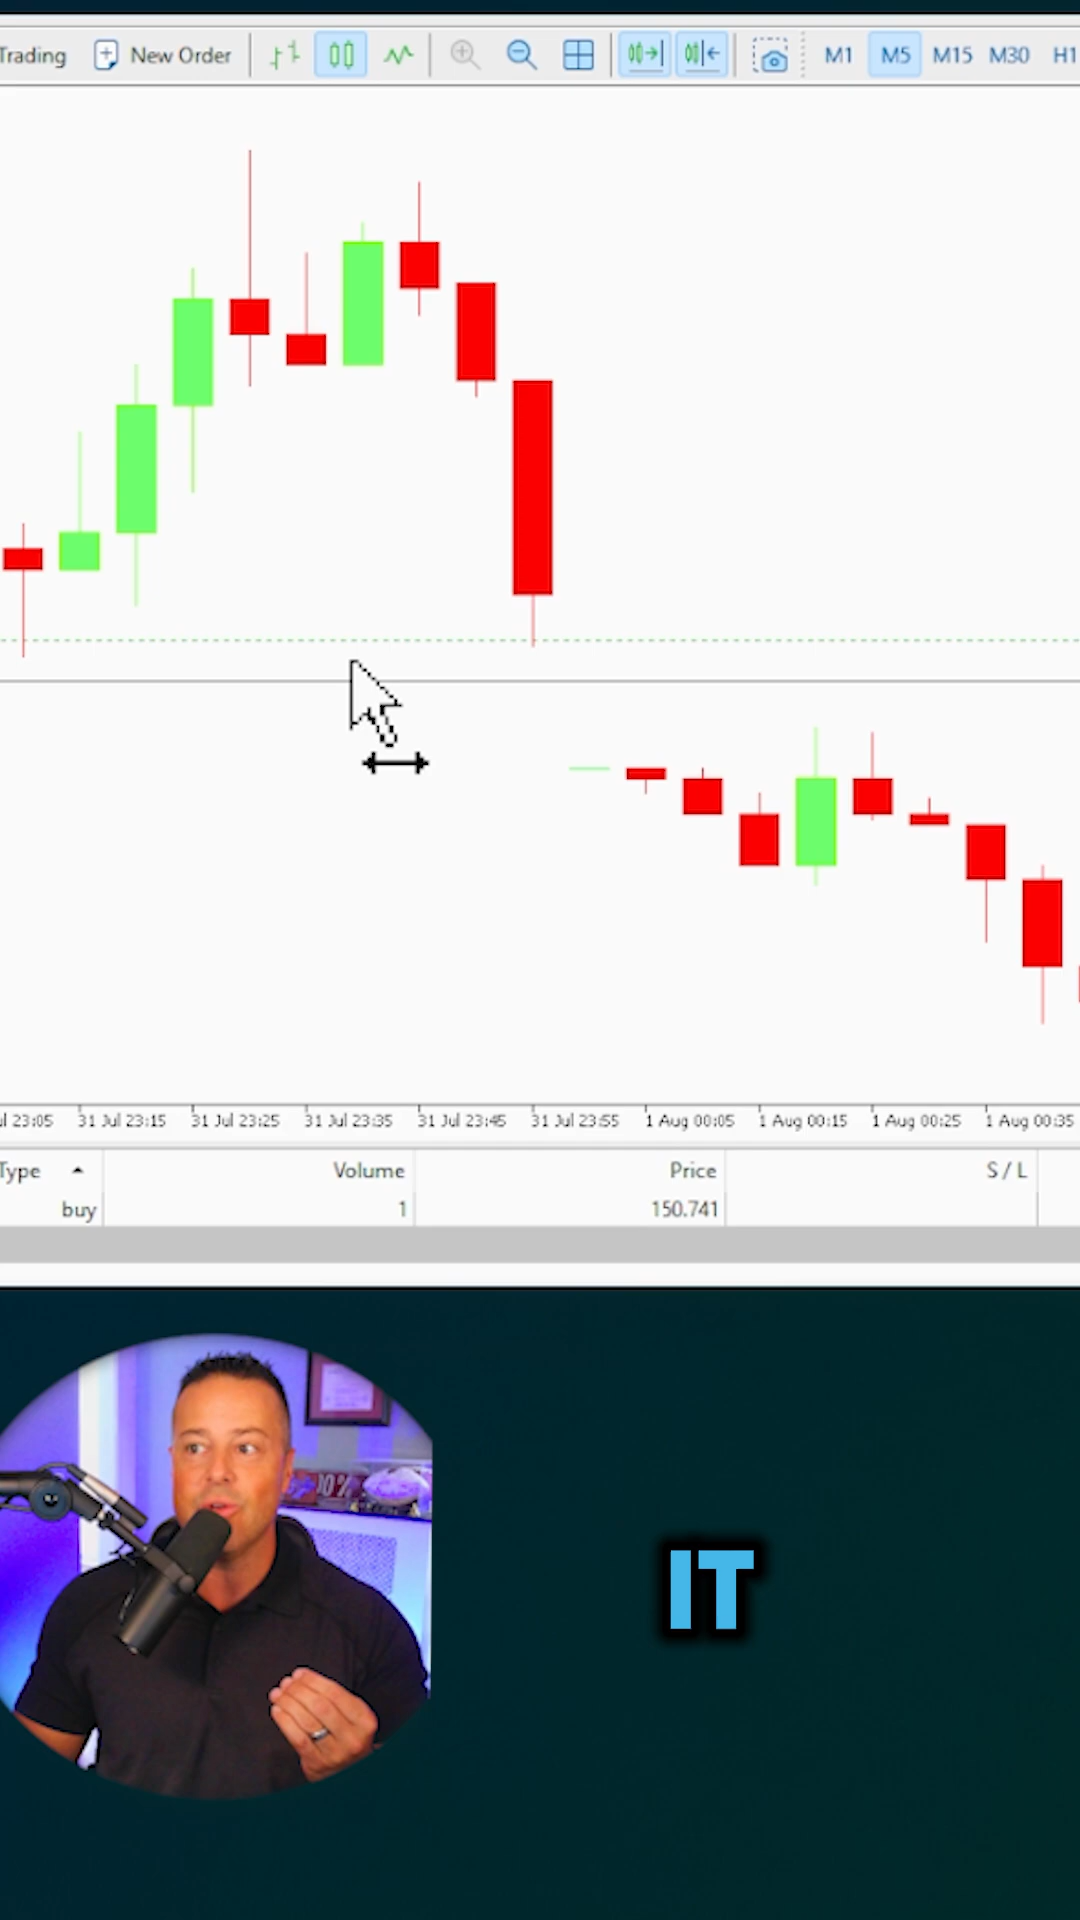 Trading New Order M1 M5 M15 M30 H1
ul 23:05 31 Jul 23:15 31 Jul 23:25 31 Jul 23:35 31 Jul 23:45 31 Jul 23:55 1 Aug 00:05 1 Aug 00:15 1 Aug 00:25 1 Aug 00:35
Type Volume Price S / L
buy 1 150.741
IT